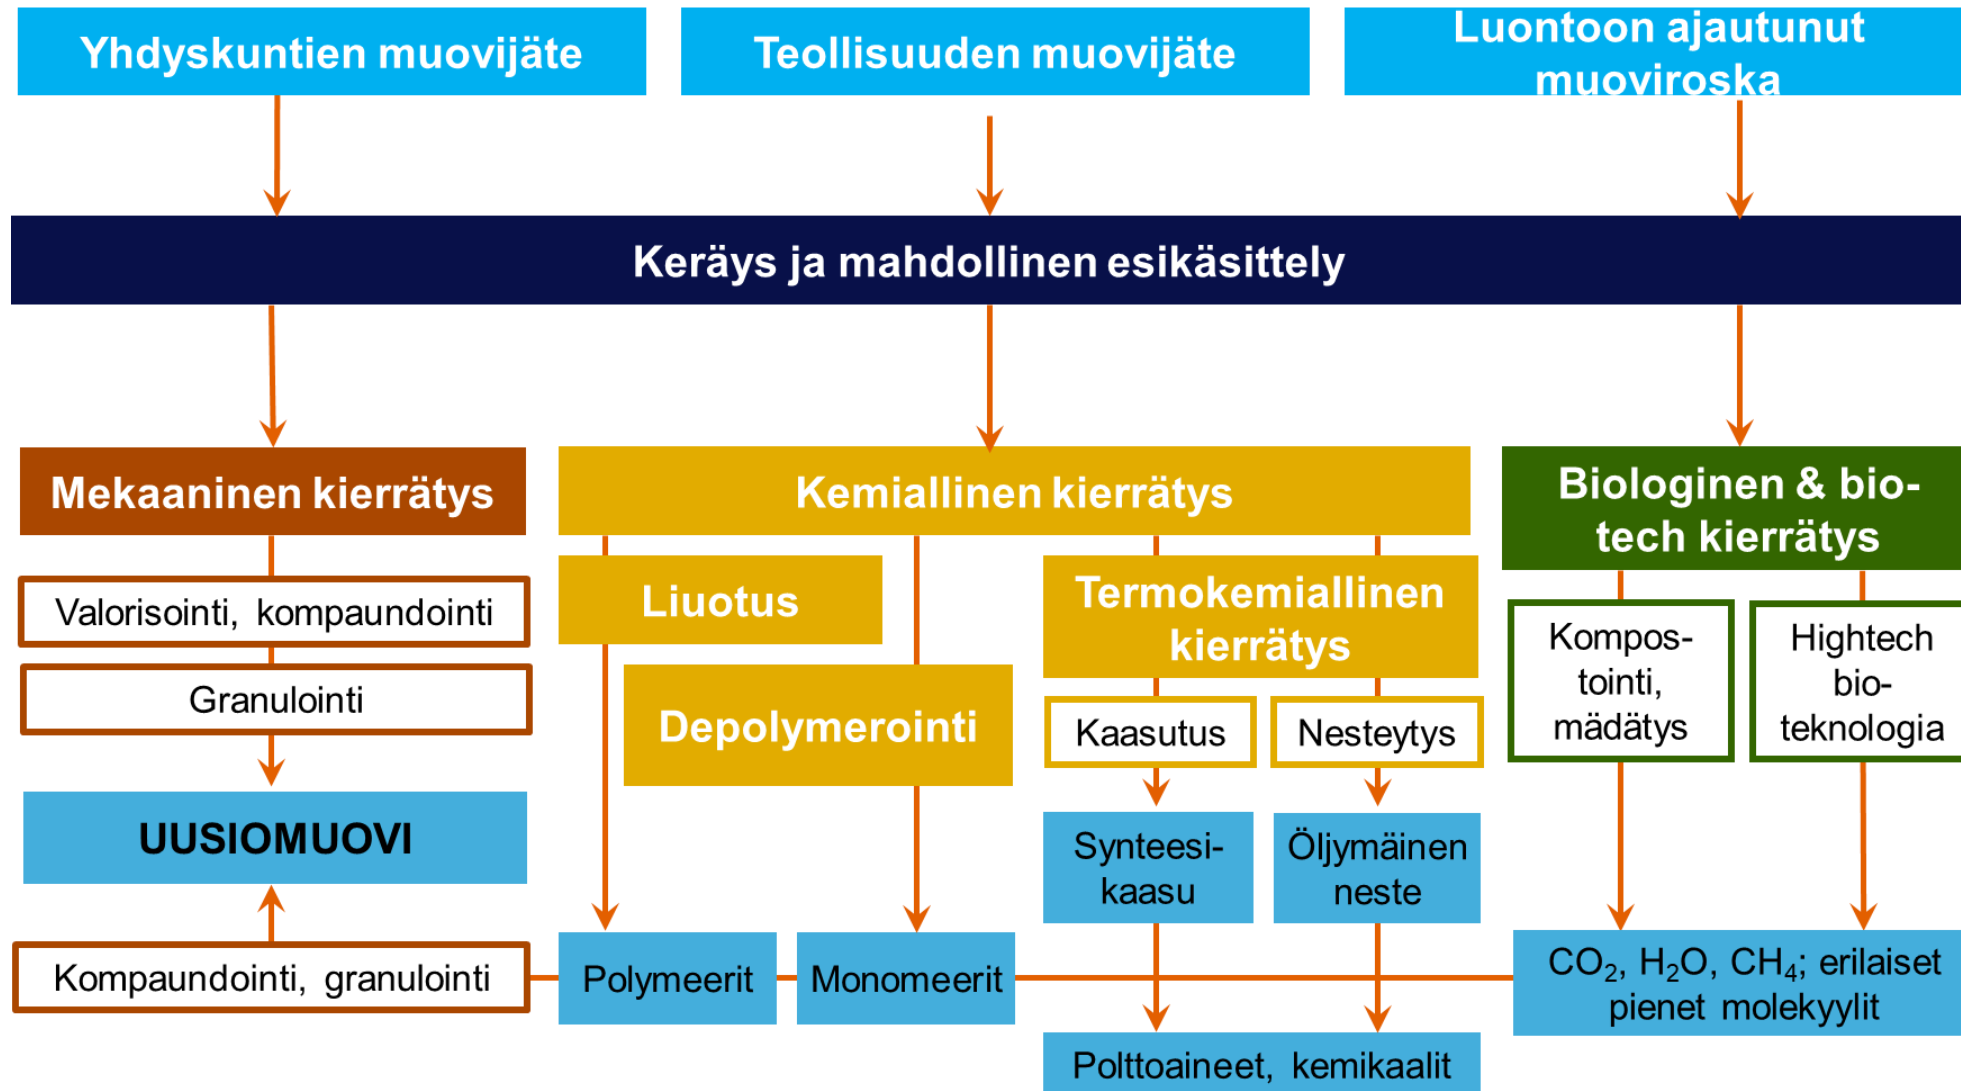 Yhdyskuntien muovijäte
Teollisuuden muovijäte
Luontoon ajautunut
muoviroska
Keräys ja mahdollinen esikäsittely
Mekaaninen kierrätys
Valorisointi, kompaundointi
Granulointi
UUSIOMUOVI
Kompaundointi, granulointi
Kemiallinen kierrätys
Liuotus
Depolymerointi
Polymeerit
Monomeerit
Termokemiallinen
kierrätys
Kaasutus
Nesteytys
Synteesi-
kaasu
Öljymäinen
neste
Polttoaineet, kemikaalit
Biologinen & bio-
tech kierrätys
Kompos-
tointi,
mädätys
Hightech
bio-
teknologia
CO₂, H₂O, CH₄; erilaiset
pienet molekyylit